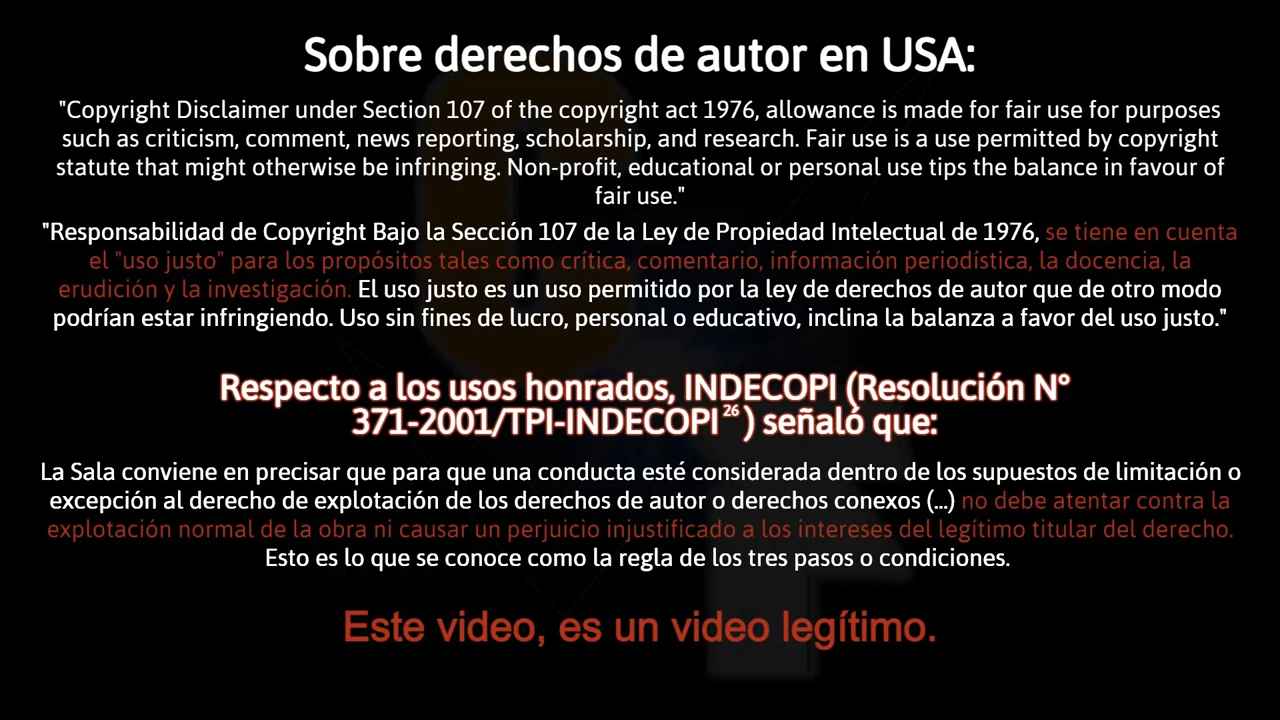 Sobre derechos de autor en USA:
"Copyright Disclaimer under Section 107 of the copyright act 1976, allowance is made for fair use for purposes
such as criticism, comment, news reporting, scholarship, and research. Fair use is a use permitted by copyright
statute that might otherwise be infringing. Non-profit, educational or personal use tips the balance in favour of
fair use."
"Responsabilidad de Copyright Bajo la Sección 107 de la Ley de Propiedad Intelectual de 1976, se tiene en cuenta
el "uso justo" para los propósitos tales como crítica, comentario, información periodística, la docencia, la
erudición y la investigación. El uso justo es un uso permitido por la ley de derechos de autor que de otro modo
podrían estar infringiendo. Uso sin fines de lucro, personal o educativo, inclina la balanza a favor del uso justo."
Respecto a los usos honrados, INDECOPI (Resolución N°
371-2001/TPI-INDECOPI²⁶) señaló que:
La Sala conviene en precisar que para que una conducta esté considerada dentro de los supuestos de limitación o
excepción al derecho de explotación de los derechos de autor o derechos conexos (...) no debe atentar contra la
explotación normal de la obra ni causar un perjuicio injustificado a los intereses del legítimo titular del derecho.
Esto es lo que se conoce como la regla de los tres pasos o condiciones.
Este video, es un video legítimo.